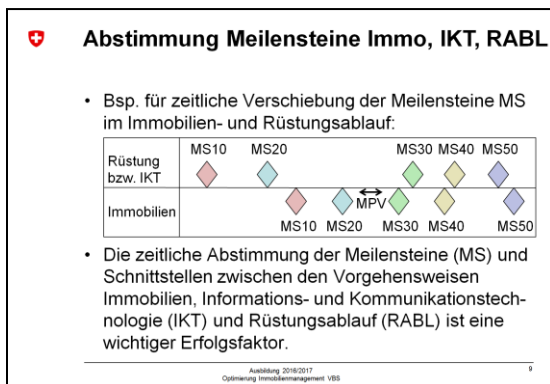 Abstimmung Meilensteine Immo, IKT, RABL
• Bsp. für zeitliche Verschiebung der Meilensteine MS
im Immobilien- und Rüstungsablauf:
Rüstung
bzw. IKT
MS10 MS20 MS30 MS40 MS50
Immobilien
MPV
MS10 MS20 MS30 MS40 MS50
• Die zeitliche Abstimmung der Meilensteine (MS) und
Schnittstellen zwischen den Vorgehensweisen
Immobilien, Informations- und Kommunikationstech-
nologie (IKT) und Rüstungsablauf (RABL) ist eine
wichtiger Erfolgsfaktor.
Ausbildung 2016/2017
Optimierung Immobilienmanagement VBS
9